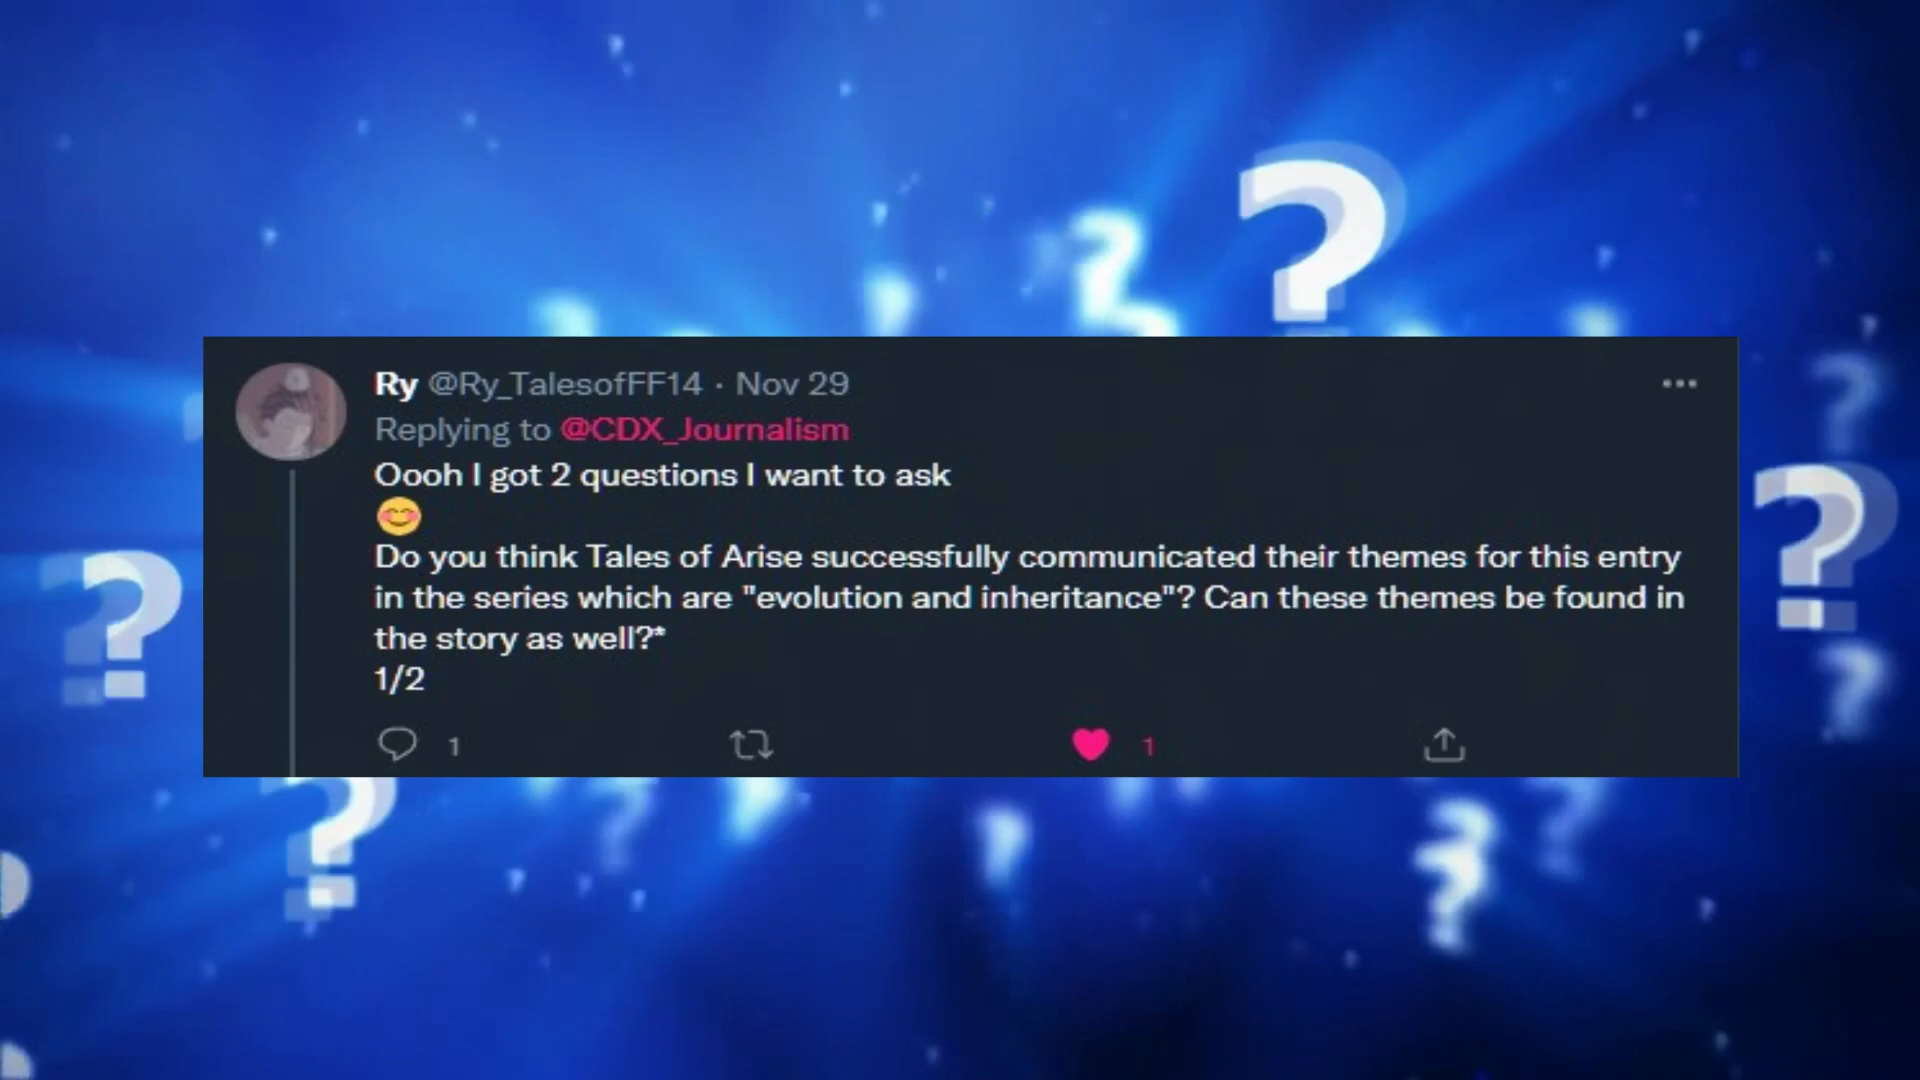 Ry @Ry_TalesofFF14 · Nov 29
Replying to @CDX_Journalism
Oooh I got 2 questions I want to ask
😊
Do you think Tales of Arise successfully communicated their themes for this entry
in the series which are "evolution and inheritance"? Can these themes be found in
the story as well?*
1/2
1 1